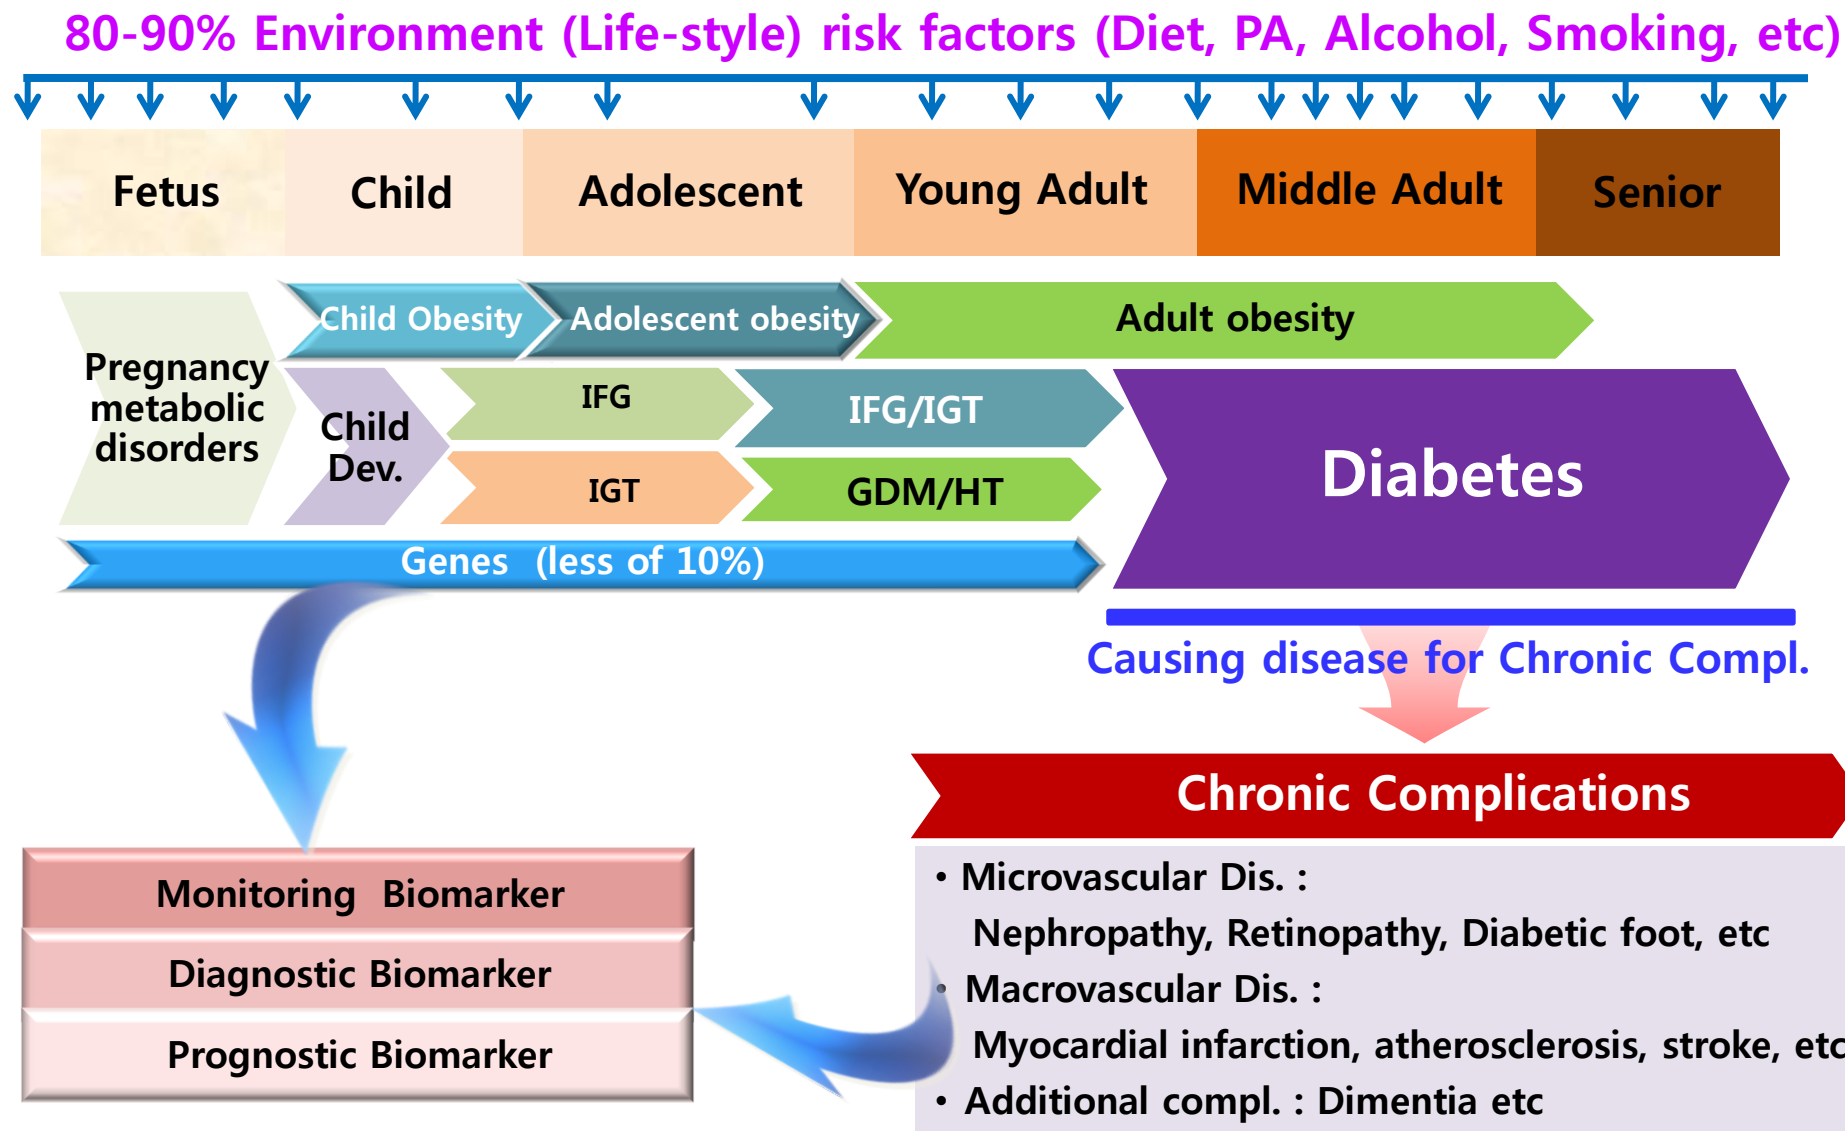 80-90% Environment (Life-style) risk factors (Diet, PA, Alcohol, Smoking, etc)
Fetus
Child
Adolescent
Young Adult
Middle Adult
Senior
Child Obesity
Adolescent obesity
Adult obesity
Pregnancy
metabolic
disorders
Child
Dev.
IFG
IFG/IGT
IGT
GDM/HT
Diabetes
Genes (less of 10%)
Causing disease for Chronic Compl.
Chronic Complications
• Microvascular Dis. :
Nephropathy, Retinopathy, Diabetic foot, etc
• Macrovascular Dis. :
Myocardial infarction, atherosclerosis, stroke, etc
• Additional compl. : Dimentia etc
Monitoring Biomarker
Diagnostic Biomarker
Prognostic Biomarker